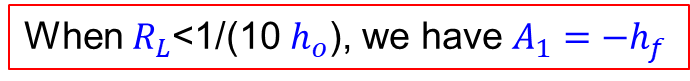 When R_L<1/(10 h_o), we have A_1 = −h_f